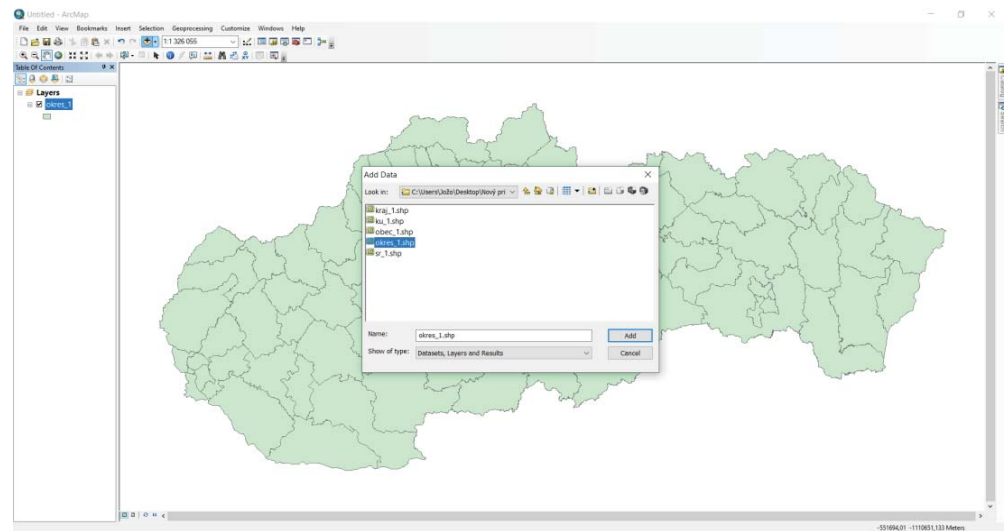 Untitled - ArcMap
File Edit View Bookmarks Insert Selection Geoprocessing Customize Windows Help
1:1 326 055
Table Of Contents
Layers
okres_1
Add Data
Look in: C:\Users\Jožo\Desktop\Nový pri
kraj_1.shp
ku_1.shp
obec_1.shp
okres_1.shp
sr_1.shp
Name: okres_1.shp Add
Show of type: Datasets, Layers and Results Cancel
-551694,01 -1110651,133 Meters